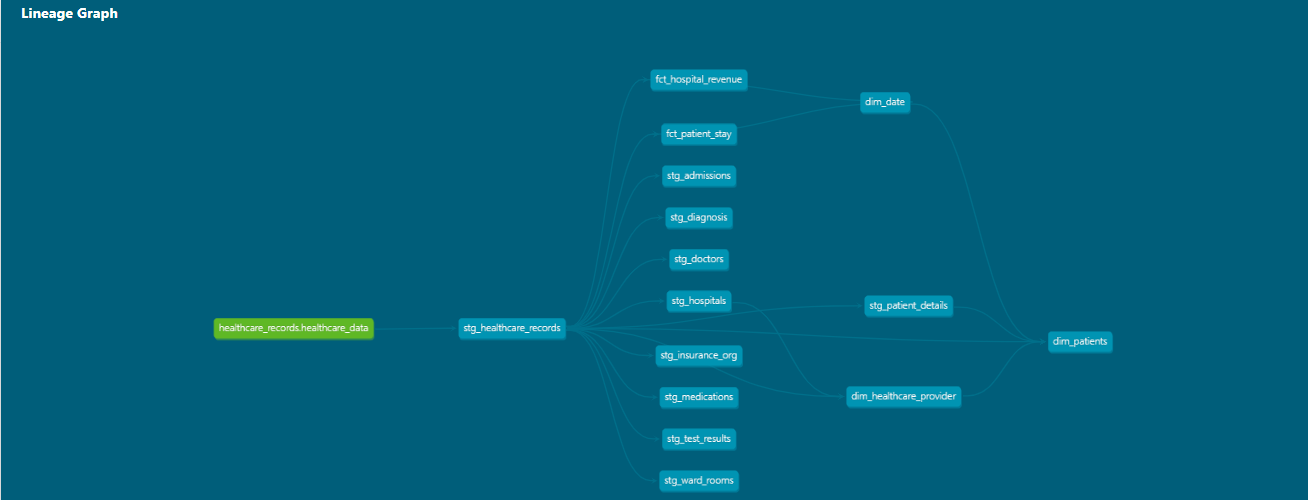 Lineage Graph
fct_hospital_revenue
dim_date
fct_patient_stay
stg_admissions
stg_diagnosis
stg_doctors
stg_hospitals
stg_patient_details
healthcare_records.healthcare_data
stg_healthcare_records
dim_patients
stg_insurance_org
stg_medications
dim_healthcare_provider
stg_test_results
stg_ward_rooms